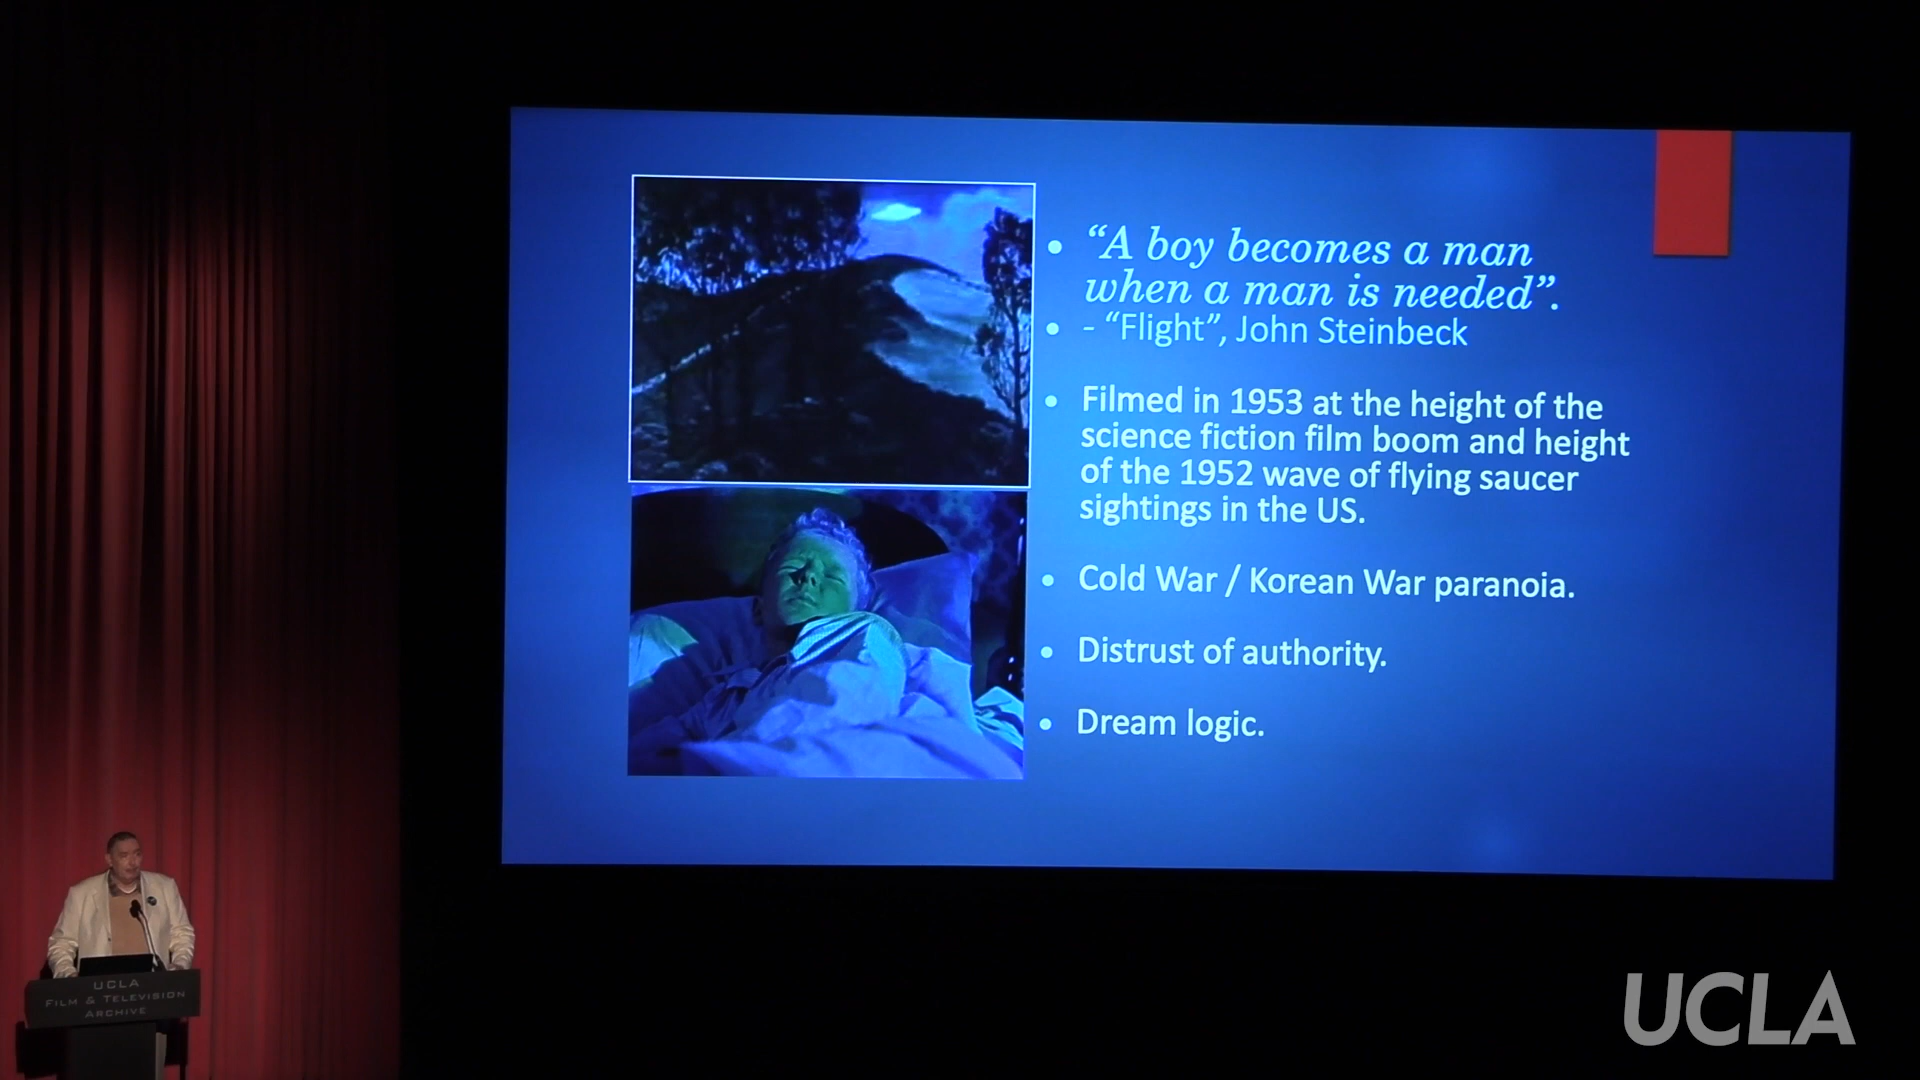 “A boy becomes a man
when a man is needed”.
- “Flight”, John Steinbeck
Filmed in 1953 at the height of the
science fiction film boom and height
of the 1952 wave of flying saucer
sightings in the US.
Cold War / Korean War paranoia.
Distrust of authority.
Dream logic.
UCLA
FILM & TELEVISION
ARCHIVE
UCLA